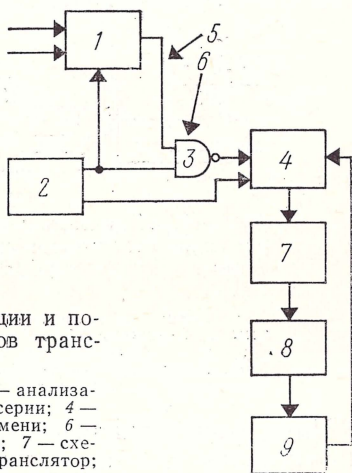 1
5
6
3
2
4
7
8
9
ции и по-
ов транс-
— анализа-
серии; 4 —
мени; 6 —
; 7 — схе-
ранслятор;